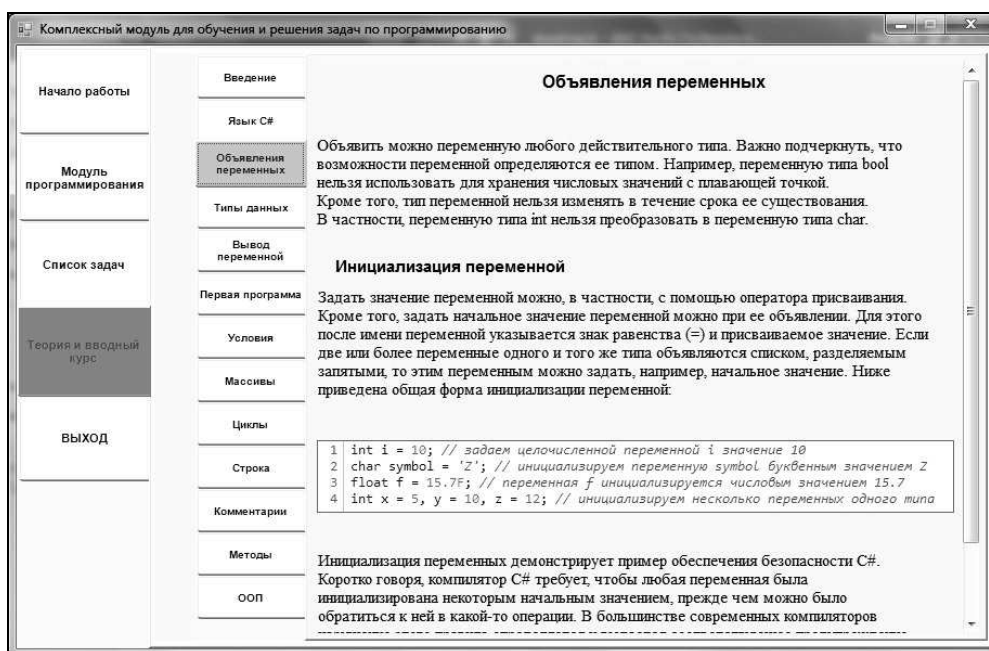 Комплексный модуль для обучения и решения задач по программированию
Начало работы
Модуль
программирования
Список задач
Теория и вводный
курс
ВЫХОД
Введение
Язык C#
Объявления
переменных
Типы данных
Вывод
переменной
Первая программа
Условия
Массивы
Циклы
Строка
Комментарии
Методы
ООП
Объявления переменных
Объявить можно переменную любого действительного типа. Важно подчеркнуть, что
возможности переменной определяются ее типом. Например, переменную типа bool
нельзя использовать для хранения числовых значений с плавающей точкой.
Кроме того, тип переменной нельзя изменять в течение срока ее существования.
В частности, переменную типа int нельзя преобразовать в переменную типа char.
Инициализация переменной
Задать значение переменной можно, в частности, с помощью оператора присваивания.
Кроме того, задать начальное значение переменной можно при ее объявлении. Для этого
после имени переменной указывается знак равенства (=) и присваиваемое значение. Если
две или более переменные одного и того же типа объявляются списком, разделяемым
запятыми, то этим переменным можно задать, например, начальное значение. Ниже
приведена общая форма инициализации переменной:
1 int i = 10; // задаем целочисленной переменной i значение 10
2 char symbol = 'Z'; // инициализируем переменную symbol буквенным значением Z
3 float f = 15.7F; // переменная f инициализируется числовым значением 15.7
4 int x = 5, y = 10, z = 12; // инициализируем несколько переменных одного типа
Инициализация переменных демонстрирует пример обеспечения безопасности C#.
Коротко говоря, компилятор C# требует, чтобы любая переменная была
инициализирована некоторым начальным значением, прежде чем можно было
обратиться к ней в какой-то операции. В большинстве современных компиляторов